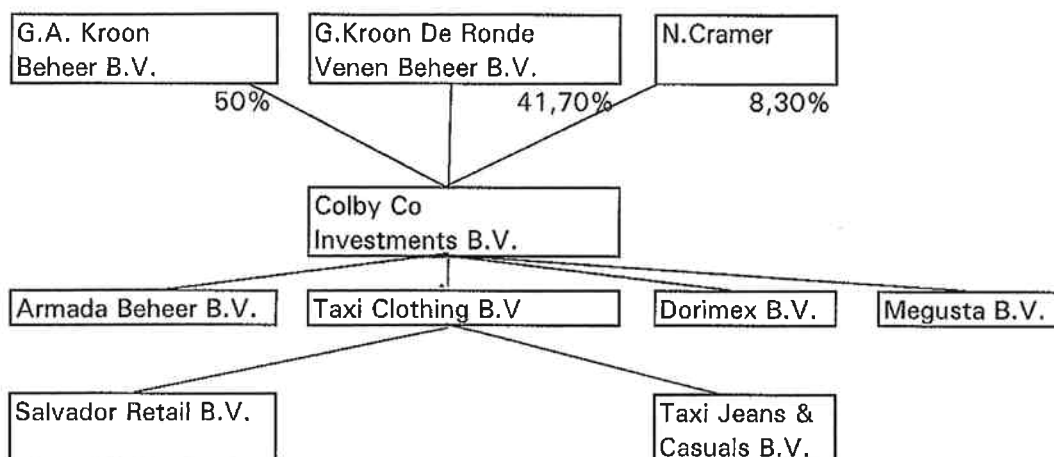 G.A. Kroon
Beheer B.V.
G.Kroon De Ronde
Venen Beheer B.V.
N.Cramer
50%
41,70%
8,30%
Colby Co
Investments B.V.
Armada Beheer B.V.
Taxi Clothing B.V
Dorimex B.V.
Megusta B.V.
Salvador Retail B.V.
Taxi Jeans &
Casuals B.V.